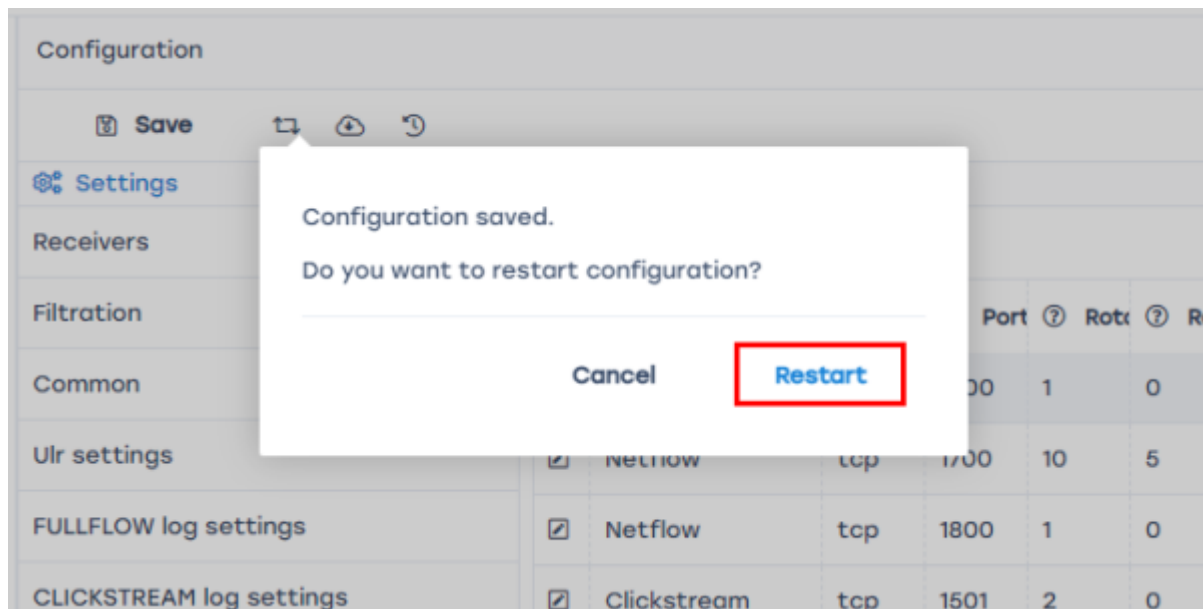 Configuration
Save
Settings
Configuration saved.
Do you want to restart configuration?
Cancel Restart
Receivers
Filtration
Common
Ulr settings
FULLFLOW log settings
CLICKSTREAM log settings
Port
1 0
Netflow tcp 1700 10 5
Netflow tcp 1800 1 0
Clickstream tcp 1501 2 0